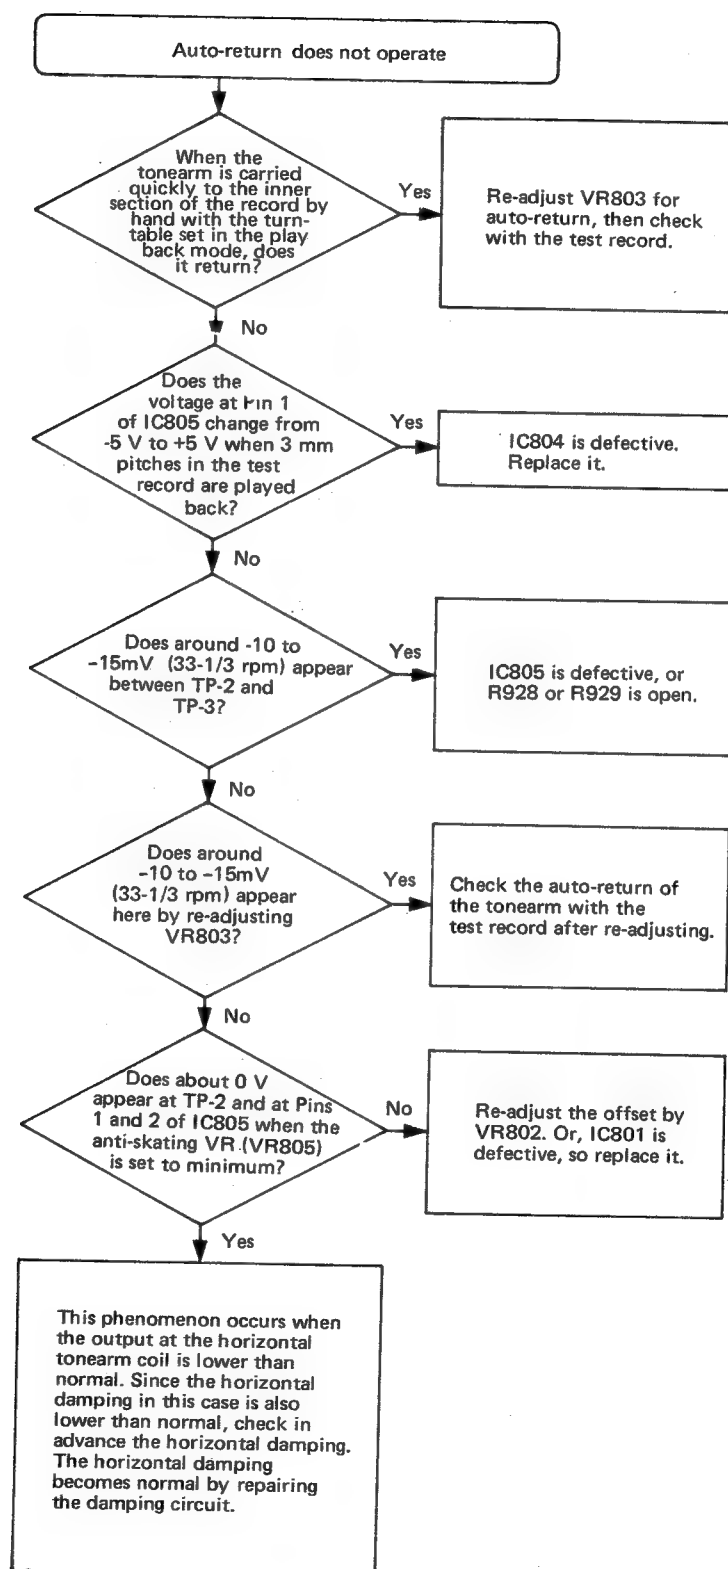 Auto-return does not operate
When the
tonearm is carried
quickly to the inner
section of the record by
hand with the turn-
table set in the play
back mode, does
it return?
Yes
Re-adjust VR803 for
auto-return, then check
with the test record.
No
Does the
voltage at Pin 1
of IC805 change from
-5 V to +5 V when 3 mm
pitches in the test
record are played
back?
Yes
IC804 is defective.
Replace it.
No
Does around -10 to
-15mV (33-1/3 rpm) appear
between TP-2 and
TP-3?
Yes
IC805 is defective, or
R928 or R929 is open.
No
Does around
-10 to -15mV
(33-1/3 rpm) appear
here by re-adjusting
VR803?
Yes
Check the auto-return of
the tonearm with the
test record after re-adjusting.
No
Does about 0 V
appear at TP-2 and at Pins
1 and 2 of IC805 when the
anti-skating VR.(VR805)
is set to minimum?
No
Re-adjust the offset by
VR802. Or, IC801 is
defective, so replace it.
Yes
This phenomenon occurs when
the output at the horizontal
tonearm coil is lower than
normal. Since the horizontal
damping in this case is also
lower than normal, check in
advance the horizontal damping.
The horizontal damping
becomes normal by repairing
the damping circuit.